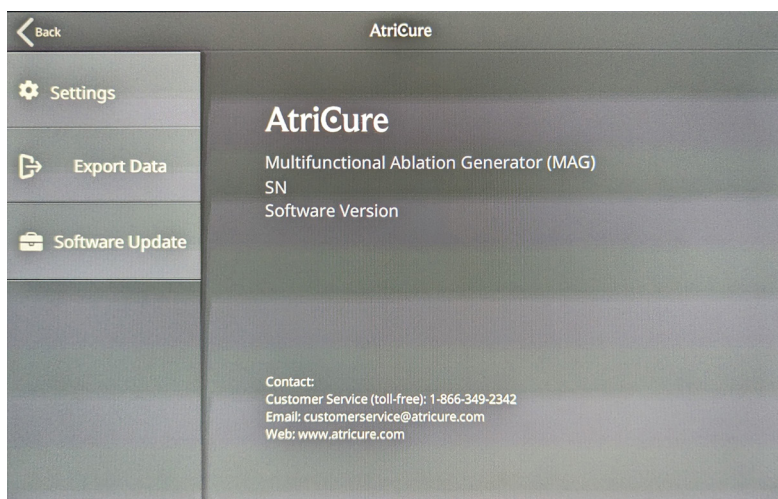 Back
AtriCure
Settings
Export Data
Software Update
AtriCure
Multifunctional Ablation Generator (MAG)
SN
Software Version
Contact:
Customer Service (toll-free): 1-866-349-2342
Email: customerservice@atricure.com
Web: www.atricure.com